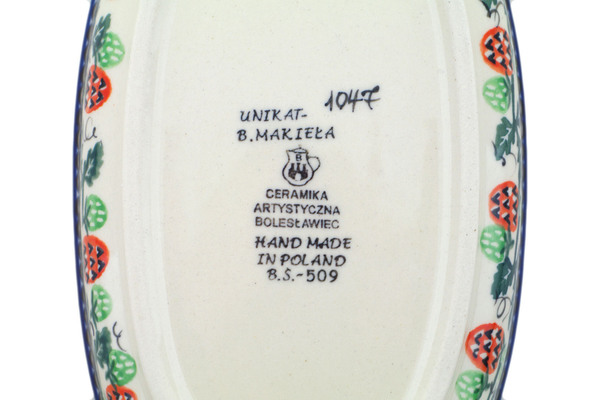 UNIKAT- 1047
B. MAKIEŁA
B
CERAMIKA
ARTYSTYCZNA
BOLESŁAWIEC
HAND MADE
IN POLAND
B.Ś.-509